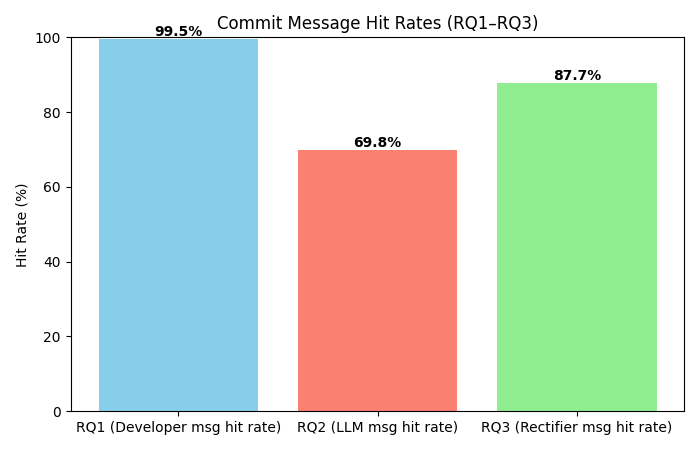 Commit Message Hit Rates (RQ1–RQ3)
99.5%
69.8%
87.7%
Hit Rate (%)
100
80
60
40
20
0
RQ1 (Developer msg hit rate)
RQ2 (LLM msg hit rate)
RQ3 (Rectifier msg hit rate)